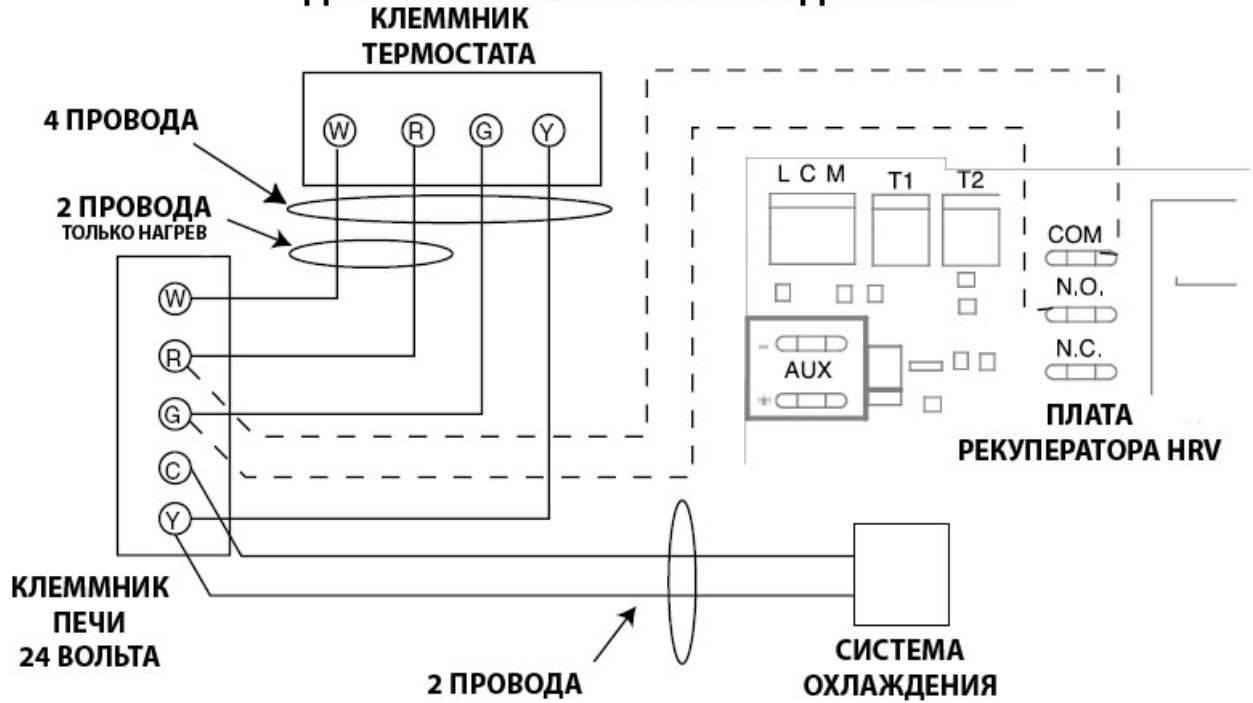 КЛЕММНИК
ТЕРМОСТАТА
4 ПРОВОДА
W R G Y
2 ПРОВОДА
ТОЛЬКО НАГРЕВ
L C M T1 T2
COM
N.O.
N.C.
- 
AUX
+
W
R
G
C
Y
ПЛАТА
РЕКУПЕРАТОРА HRV
КЛЕММНИК
ПЕЧИ
24 ВОЛЬТА
2 ПРОВОДА
СИСТЕМА
ОХЛАЖДЕНИЯ